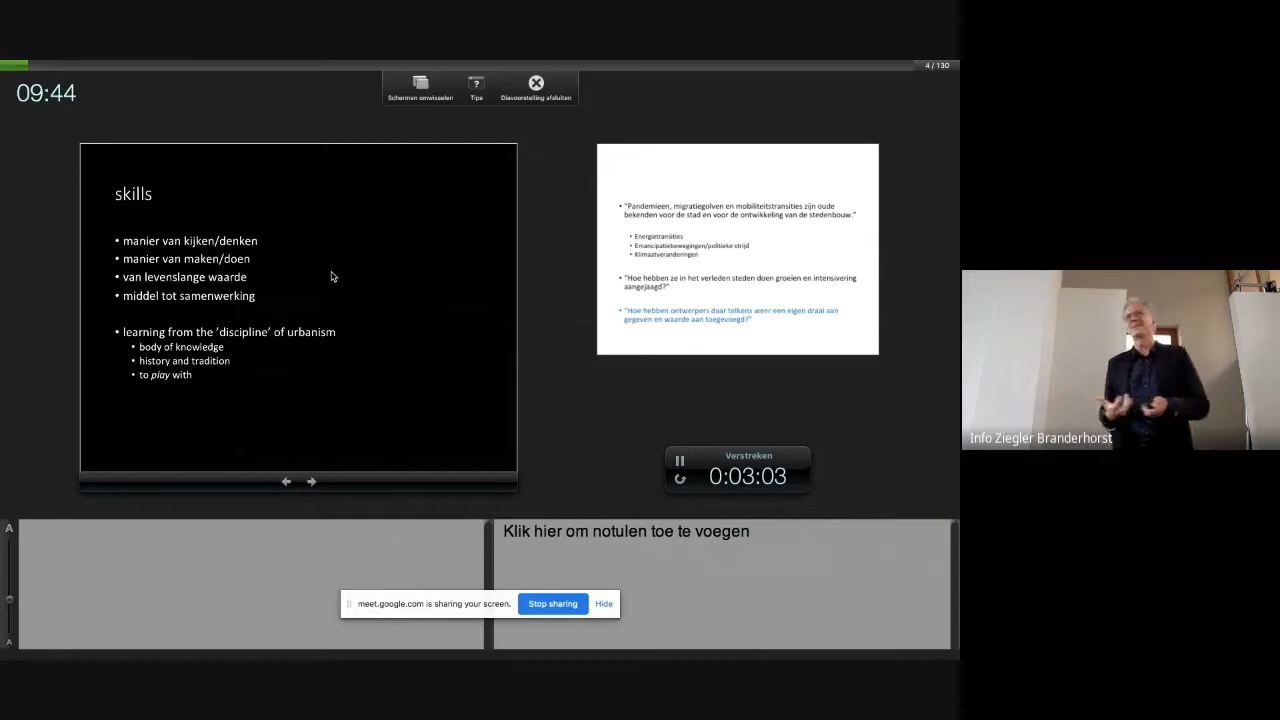 4 / 130
09:44
Schermen omwisselen
Tips
Diavoorstelling afsluiten
skills
• manier van kijken/denken
• manier van maken/doen
• van levenslange waarde
• middel tot samenwerking
• learning from the 'discipline' of urbanism
• body of knowledge
• history and tradition
• to play with
• "Pandemieen, migratiegolven en mobiliteitstransities zijn oude
bekenden voor de stad en voor de ontwikkeling van de stedenbouw."
• Energietransities
• Emancipatiebewegingen/politieke strijd
• Klimaatveranderingen
• "Hoe hebben ze in het verleden steden doen groeien en intensivering
aangejaagd?"
• "Hoe hebben ontwerpers daar telkens weer een eigen draai aan
gegeven en waarde aan toegevoegd?"
Verstreken
0:03:03
Info Ziegler Branderhorst
A
A
Klik hier om notulen toe te voegen
meet.google.com is sharing your screen.
Stop sharing
Hide